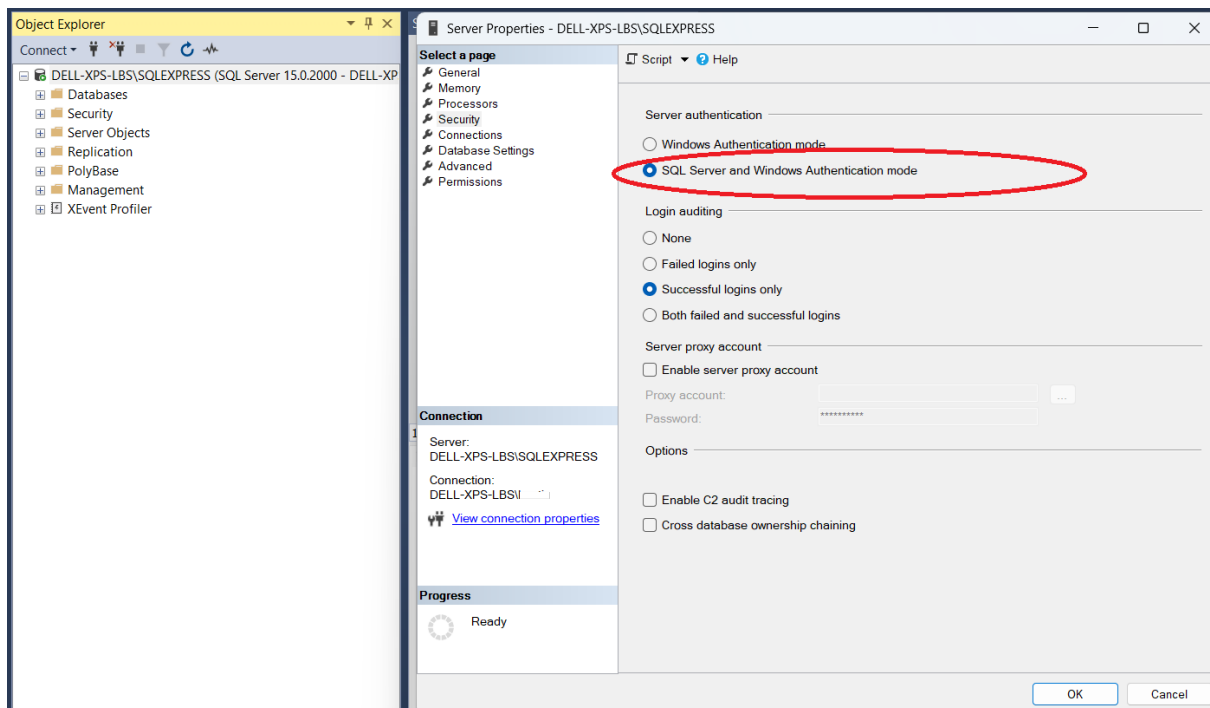 Object Explorer
Connect
DELL-XPS-LBS\SQLEXPRESS (SQL Server 15.0.2000 - DELL-XP
Databases
Security
Server Objects
Replication
PolyBase
Management
XEvent Profiler
Server Properties - DELL-XPS-LBS\SQLEXPRESS
Select a page
General
Memory
Processors
Security
Connections
Database Settings
Advanced
Permissions
Connection
Server:
DELL-XPS-LBS\SQLEXPRESS
Connection:
DELL-XPS-LBS\
View connection properties
Progress
Ready
Script
Help
Server authentication
Windows Authentication mode
SQL Server and Windows Authentication mode
Login auditing
None
Failed logins only
Successful logins only
Both failed and successful logins
Server proxy account
Enable server proxy account
Proxy account:
...
Password:
**********
Options
Enable C2 audit tracing
Cross database ownership chaining
OK
Cancel